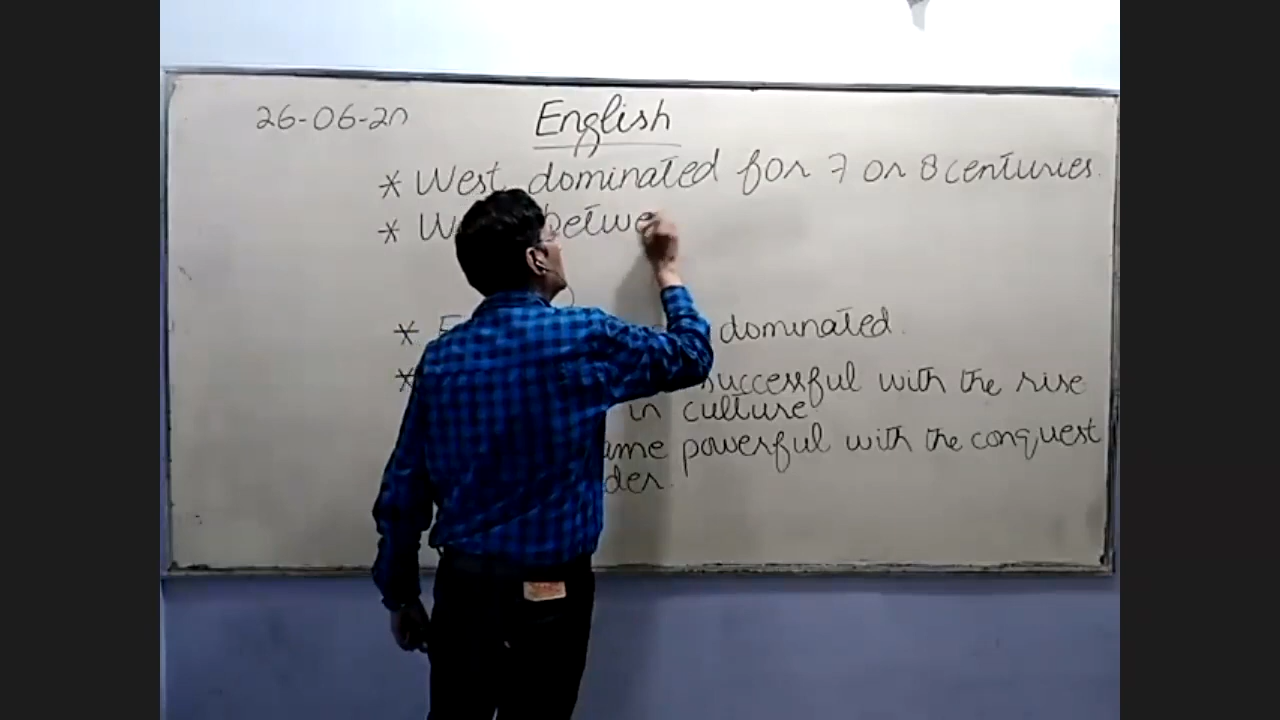 26-06-20
English
* West dominated for 7 or 8 centuries.
* betwe
* dominated.
* successful with the rise
in culture
ame powerful with the conquest
der.